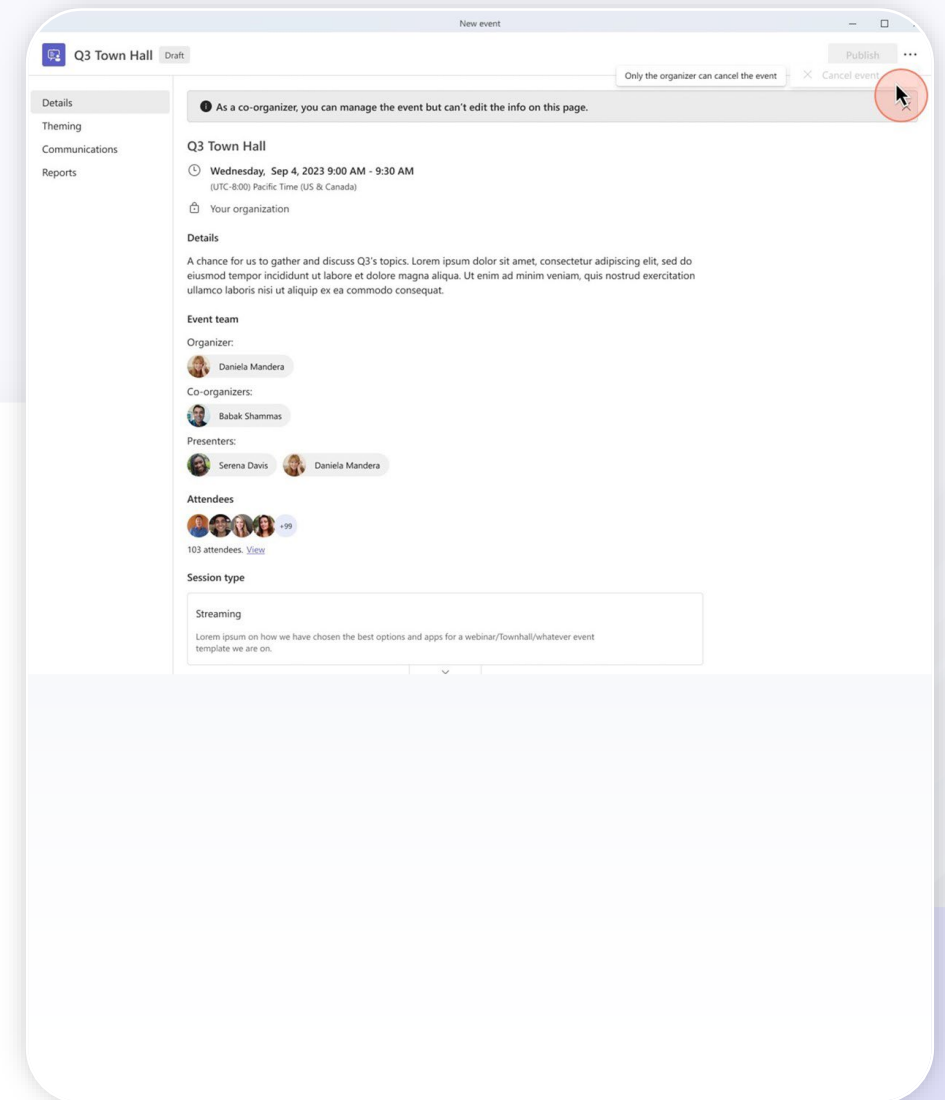 New event
Q3 Town Hall
Draft
Publish
Only the organizer can cancel the event
Cancel event
Details
Theming
Communications
Reports
As a co-organizer, you can manage the event but can't edit the info on this page.
Q3 Town Hall
Wednesday, Sep 4, 2023 9:00 AM - 9:30 AM
(UTC-8:00) Pacific Time (US & Canada)
Your organization
Details
A chance for us to gather and discuss Q3's topics. Lorem ipsum dolor sit amet, consectetur adipiscing elit, sed do
eiusmod tempor incididunt ut labore et dolore magna aliqua. Ut enim ad minim veniam, quis nostrud exercitation
ullamco laboris nisi ut aliquip ex ea commodo consequat.
Event team
Organizer:
Daniela Mandera
Co-organizers:
Babak Shammas
Presenters:
Serena Davis
Daniela Mandera
Attendees
+99
103 attendees. View
Session type
Streaming
Lorem ipsum on how we have chosen the best options and apps for a webinar/Townhall/whatever event
template we are on.